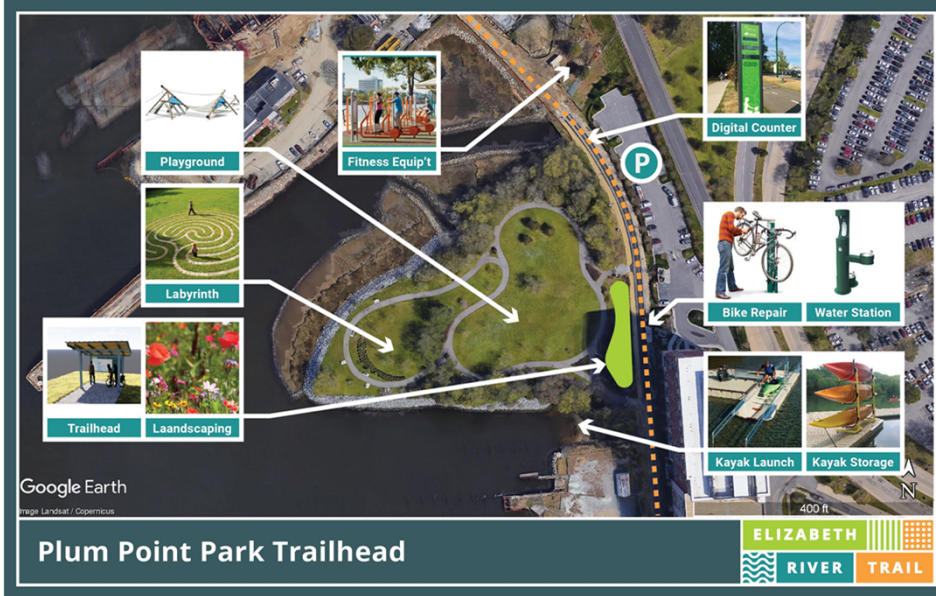 Playground
Fitness Equip't
Digital Counter
P
Labyrinth
Bike Repair
Water Station
Trailhead
Laandscaping
Kayak Launch
Kayak Storage
Google Earth
Image Landsat / Copernicus
N
400 ft
Plum Point Park Trailhead
ELIZABETH
RIVER
TRAIL